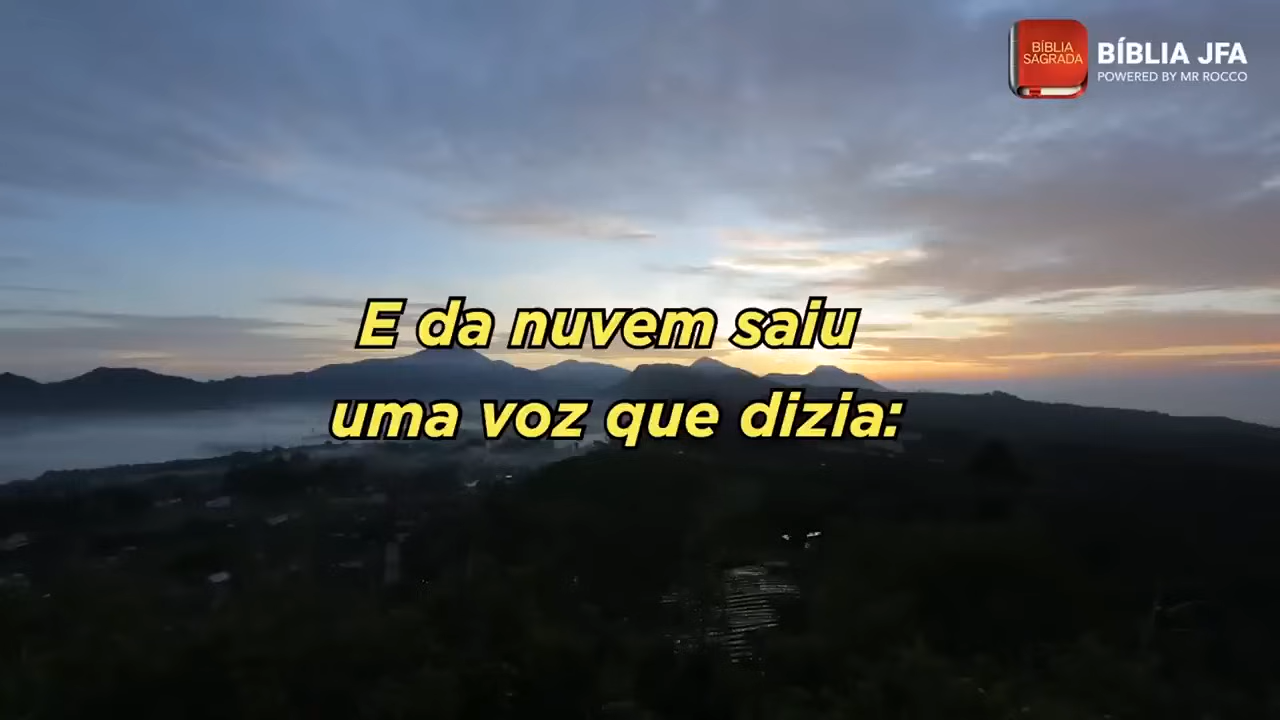 BÍBLIA
SAGRADA
BÍBLIA JFA
POWERED BY MR ROCCO
E da nuvem saiu
uma voz que dizia: